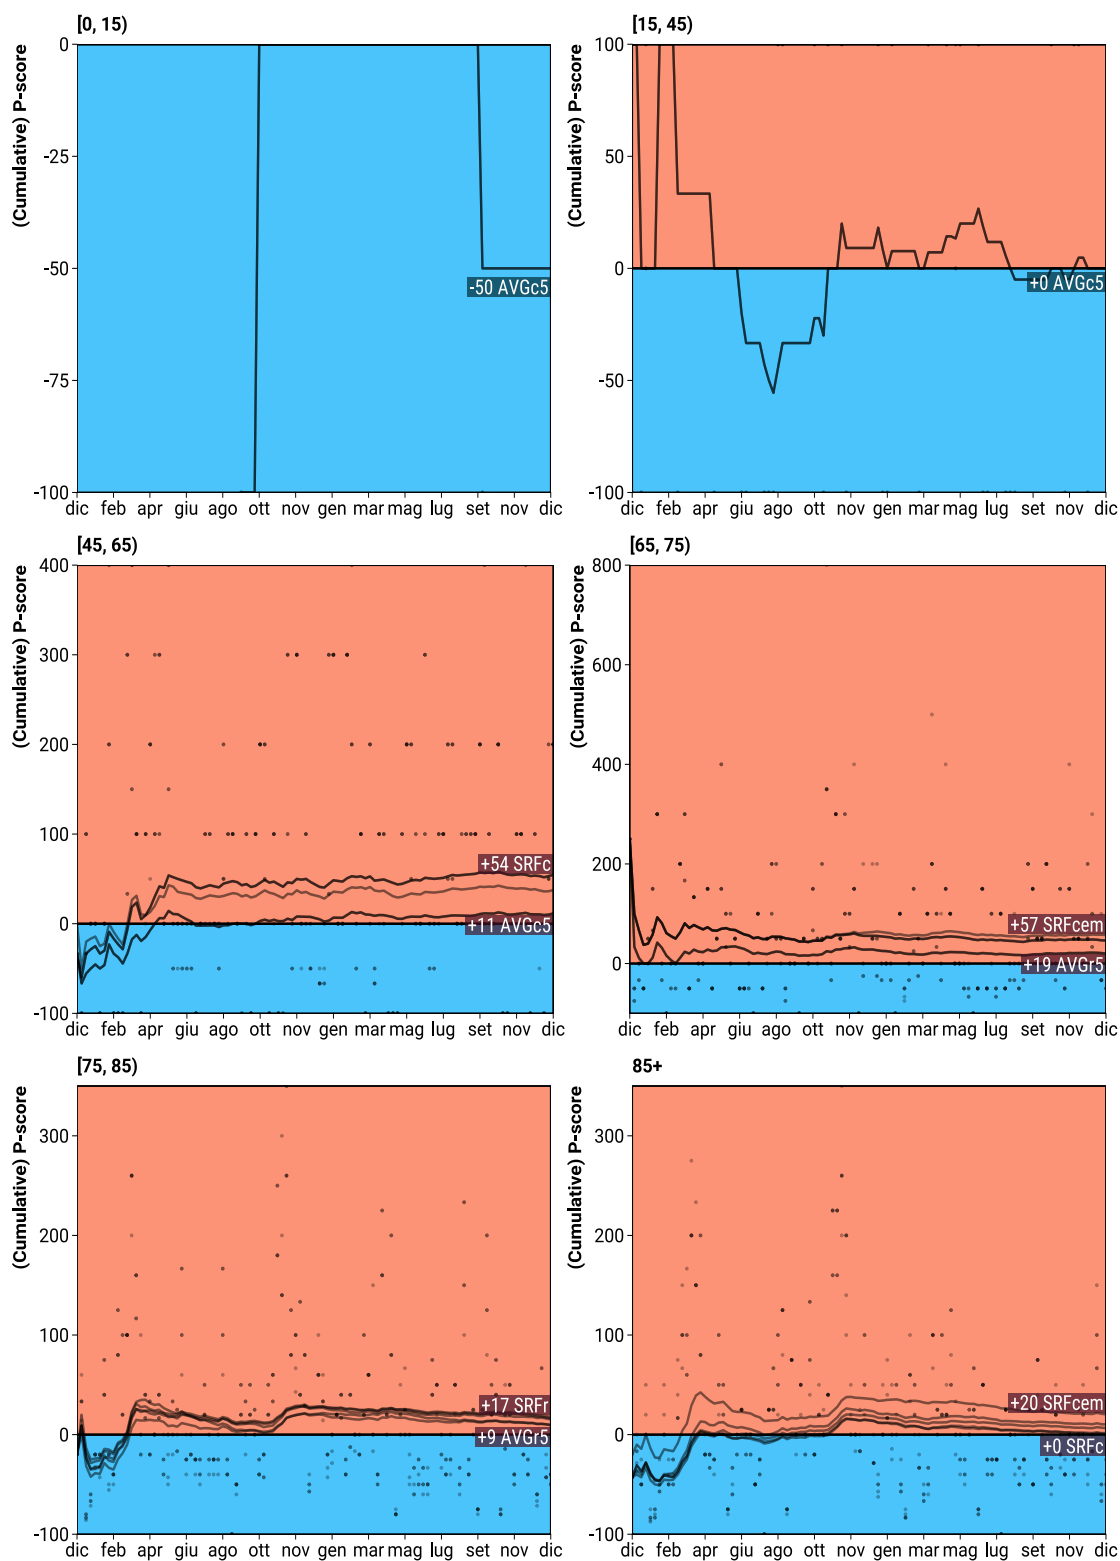 [0, 15)
(Cumulative) P-score
0
-25
-50
-75
-100
-50 AVGc5
dic feb apr giu ago ott nov gen mar mag lug set nov dic
[15, 45)
(Cumulative) P-score
100
50
0
-50
-100
+0 AVGc5
dic feb apr giu ago ott nov gen mar mag lug set nov dic
[45, 65)
(Cumulative) P-score
400
300
200
100
0
-100
+54 SRFc
+11 AVGc5
dic feb apr giu ago ott nov gen mar mag lug set nov dic
[65, 75)
(Cumulative) P-score
800
600
400
200
0
+57 SRFcem
+19 AVGr5
dic feb apr giu ago ott nov gen mar mag lug set nov dic
[75, 85)
(Cumulative) P-score
300
200
100
0
-100
+17 SRFr
+9 AVGr5
dic feb apr giu ago ott nov gen mar mag lug set nov dic
85+
(Cumulative) P-score
300
200
100
0
-100
+20 SRFcem
+0 SRFc
dic feb apr giu ago ott nov gen mar mag lug set nov dic